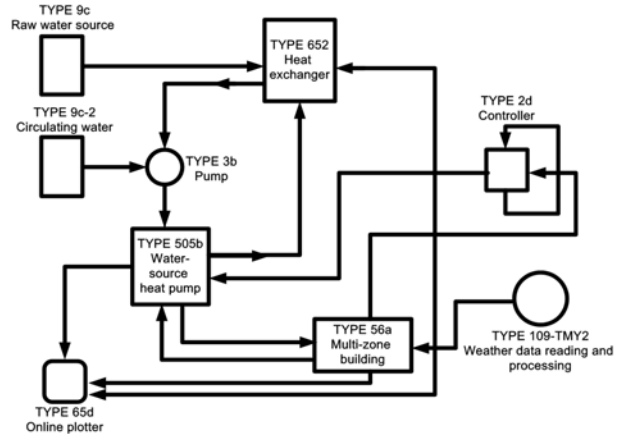 TYPE 9c
Raw water source
TYPE 652
Heat
exchanger
TYPE 9c-2
Circulating water
TYPE 2d
Controller
TYPE 3b
Pump
TYPE 505b
Water-
source
heat pump
TYPE 56a
Multi-zone
building
TYPE 109-TMY2
Weather data reading and
processing
TYPE 65d
Online plotter